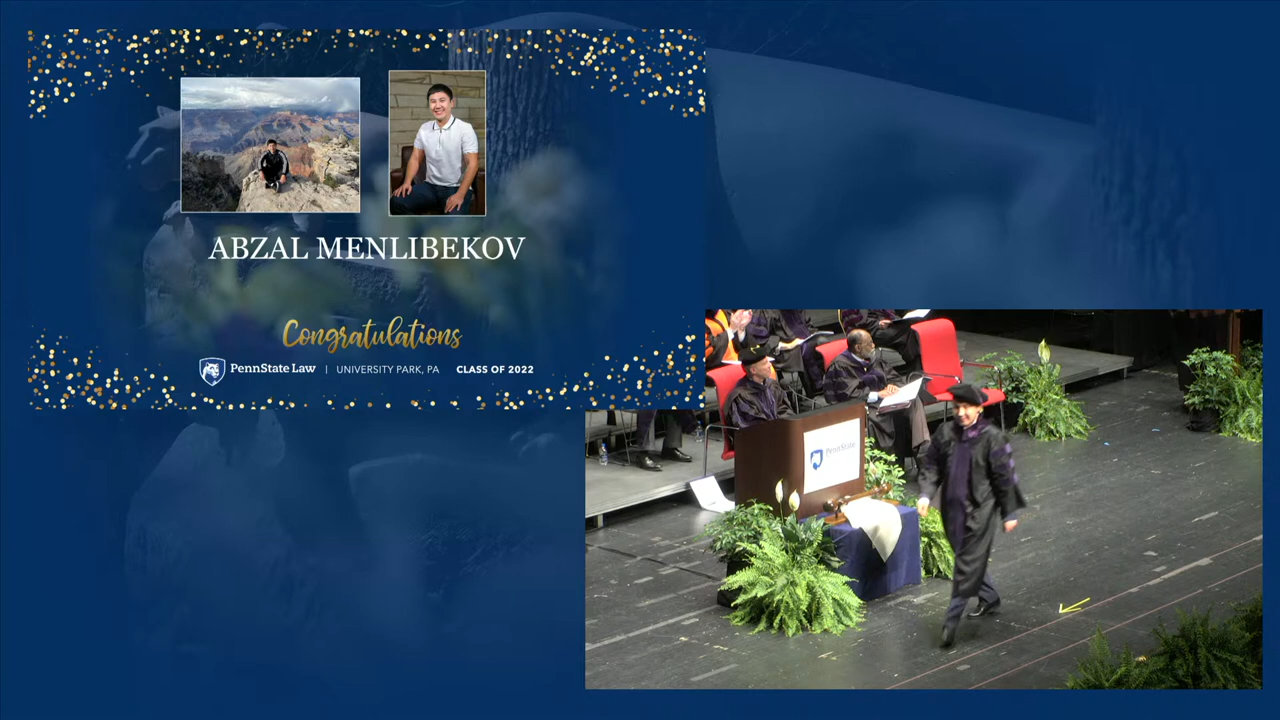 ABZAL MENLIBEKOV
Congratulations
PennState Law | UNIVERSITY PARK, PA CLASS OF 2022
PennState